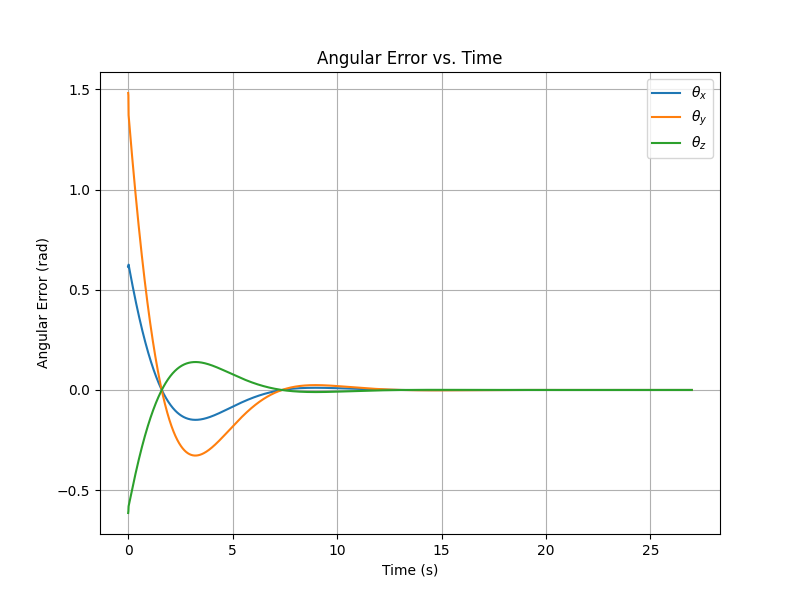 Angular Error vs. Time
1.5
1.0
0.5
0.0
−0.5
Angular Error (rad)
0 5 10 15 20 25
Time (s)
θx
θy
θz